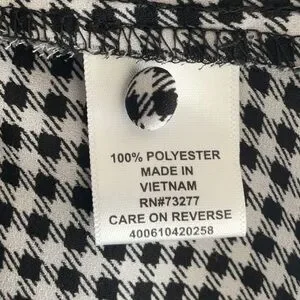 100% POLYESTER
MADE IN
VIETNAM
RN#73277
CARE ON REVERSE
400610420258